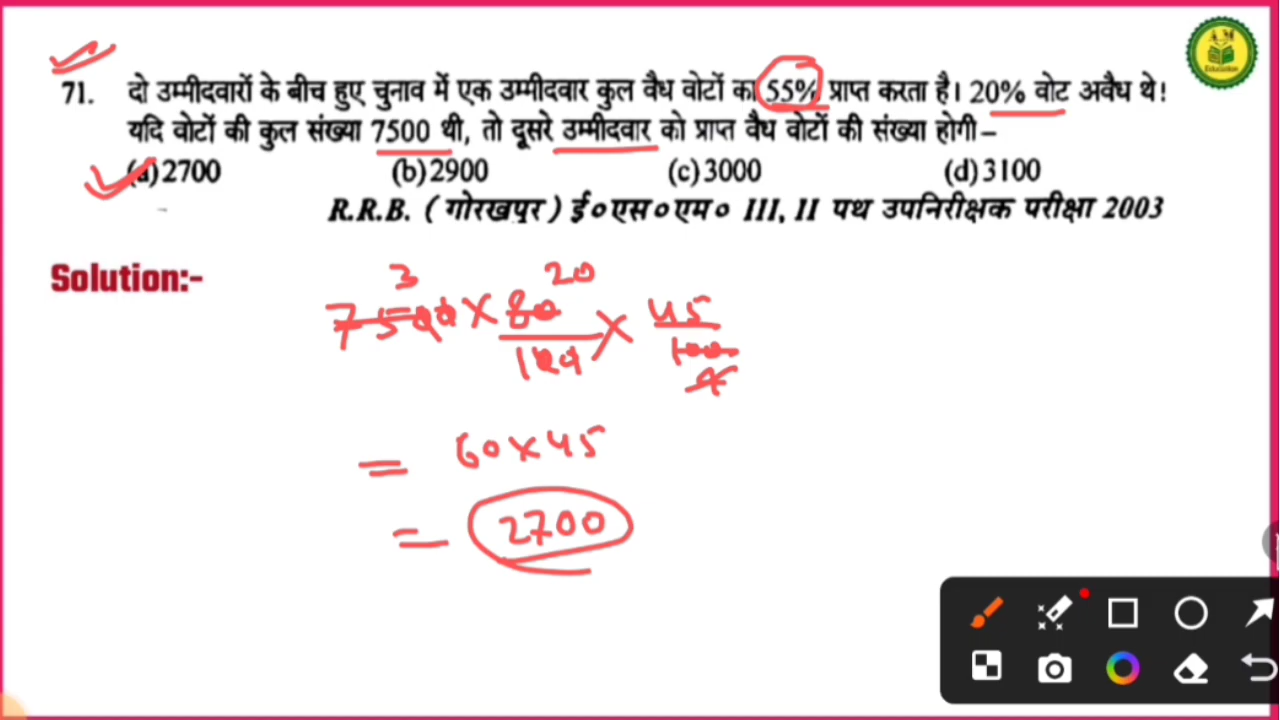 71. दो उम्मीदवारों के बीच हुए चुनाव में एक उम्मीदवार कुल वैध वोटों का 55% प्राप्त करता है। 20% वोट अवैध थे!
यदि वोटों की कुल संख्या 7500 थी, तो दूसरे उम्मीदवार को प्राप्त वैध वोटों की संख्या होगी –
(a) 2700 (b) 2900 (c) 3000 (d) 3100
R.R.B. ( गोरखपुर ) ई०एस०एम० III, II पथ उपनिरीक्षक परीक्षा 2003
Solution:-
3 20
7500 × 80 × 45
100 100
4
= 60 × 45
= 2700